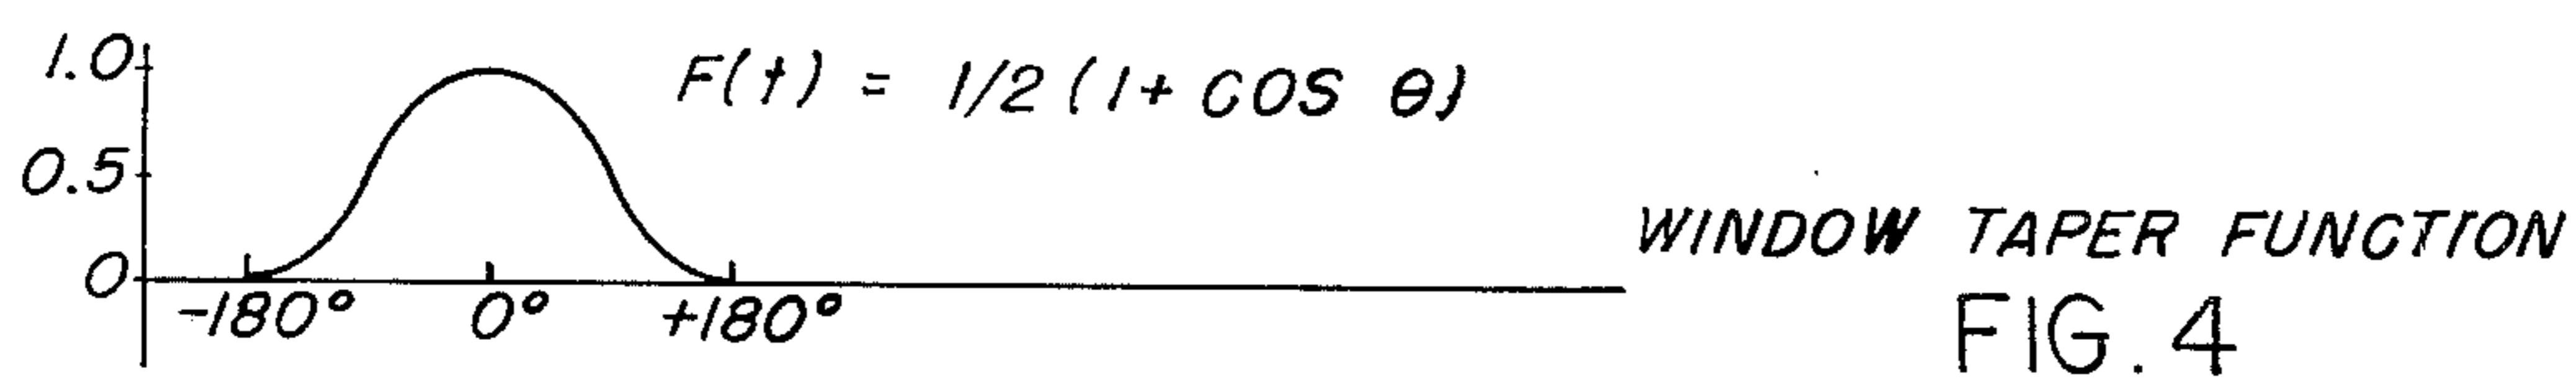 1.0
F(t) = 1/2 (1+ COS θ)
0.5
0
-180° 0° +180°
WINDOW TAPER FUNCTION
FIG. 4